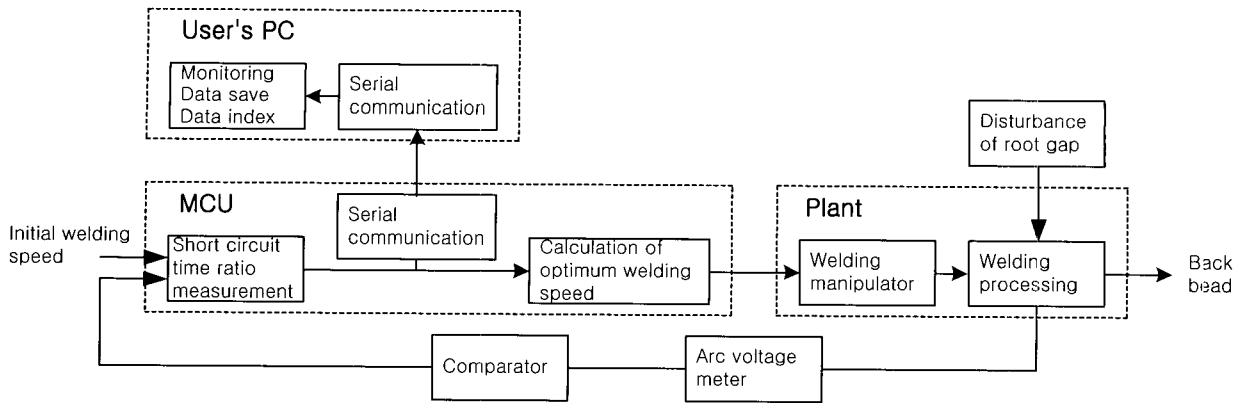 User's PC
Monitoring
Data save
Data index
Serial
communication
Disturbance
of root gap
MCU
Serial
communication
Plant
Initial welding
speed
Short circuit
time ratio
measurement
Calculation of
optimum welding
speed
Welding
manipulator
Welding
processing
Back
bead
Comparator
Arc voltage
meter